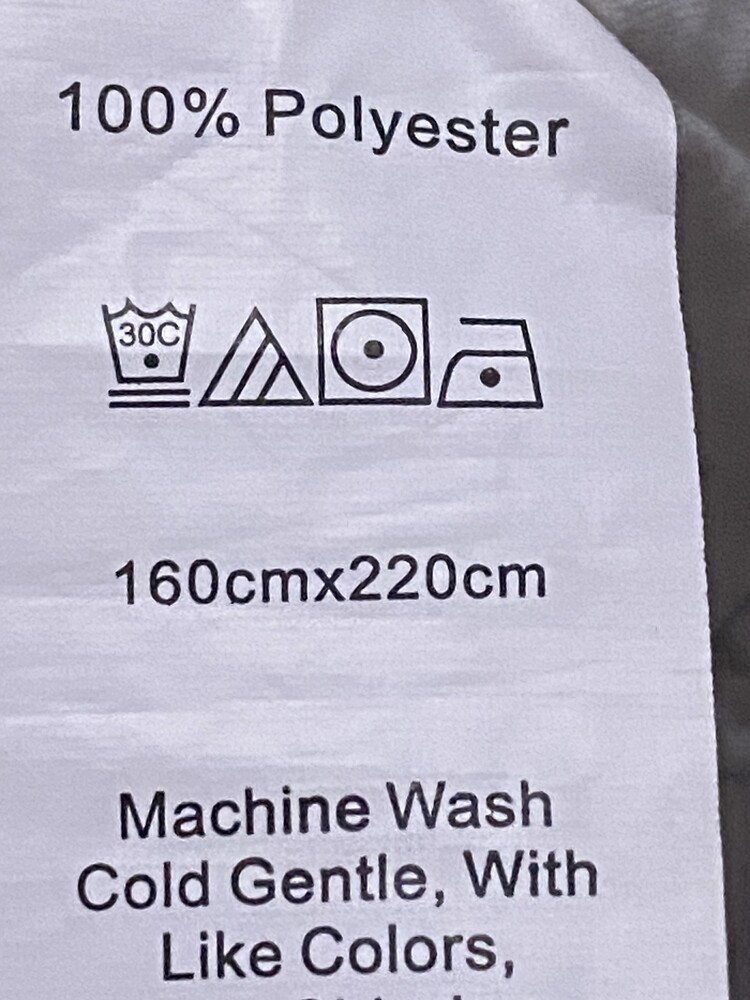 100% Polyester
30C
160cmx220cm
Machine Wash
Cold Gentle, With
Like Colors,